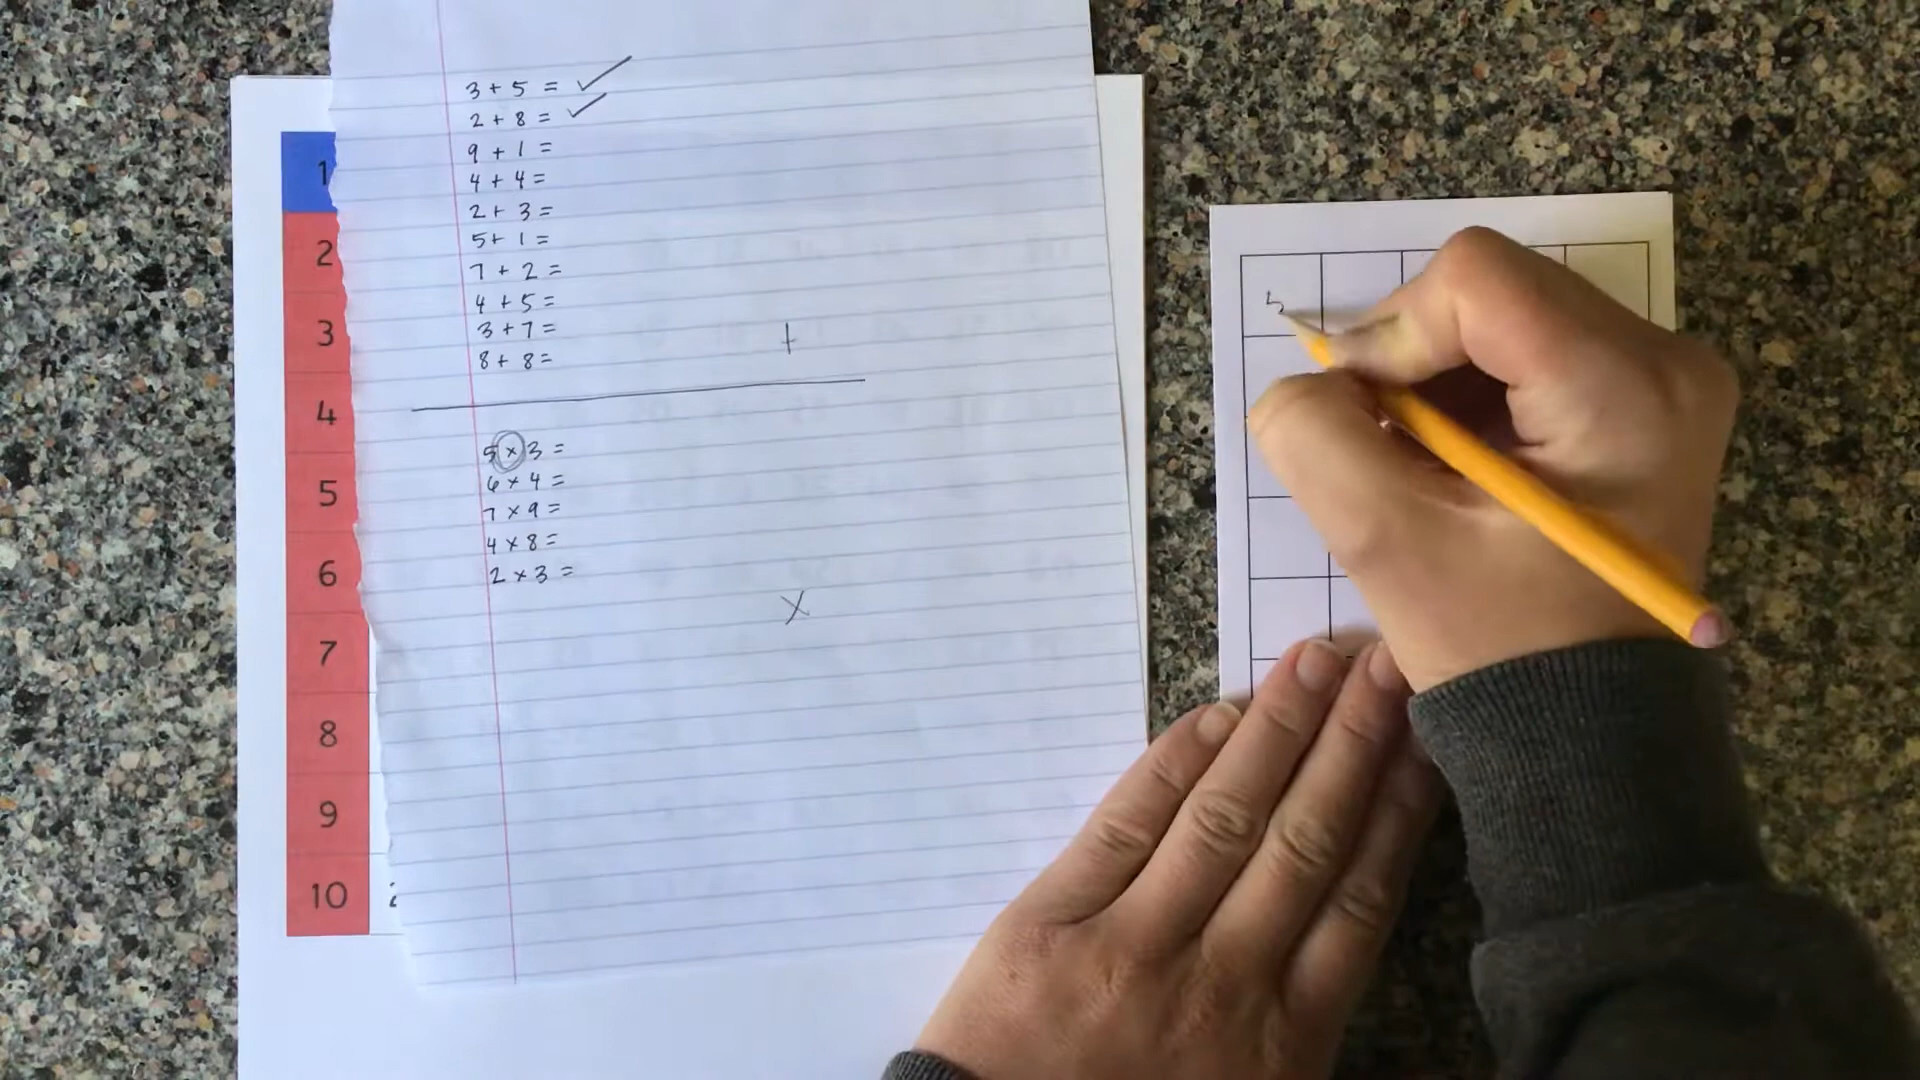 3 + 5 = ✓
2 + 8 = ✓
9 + 1 =
4 + 4 =
2 + 3 =
5 + 1 =
7 + 2 =
4 + 5 =
3 + 7 =
8 + 8 =
+
5 × 3 =
6 × 4 =
7 × 9 =
4 × 8 =
2 × 3 =
×
1
2
3
4
5
6
7
8
9
10
5